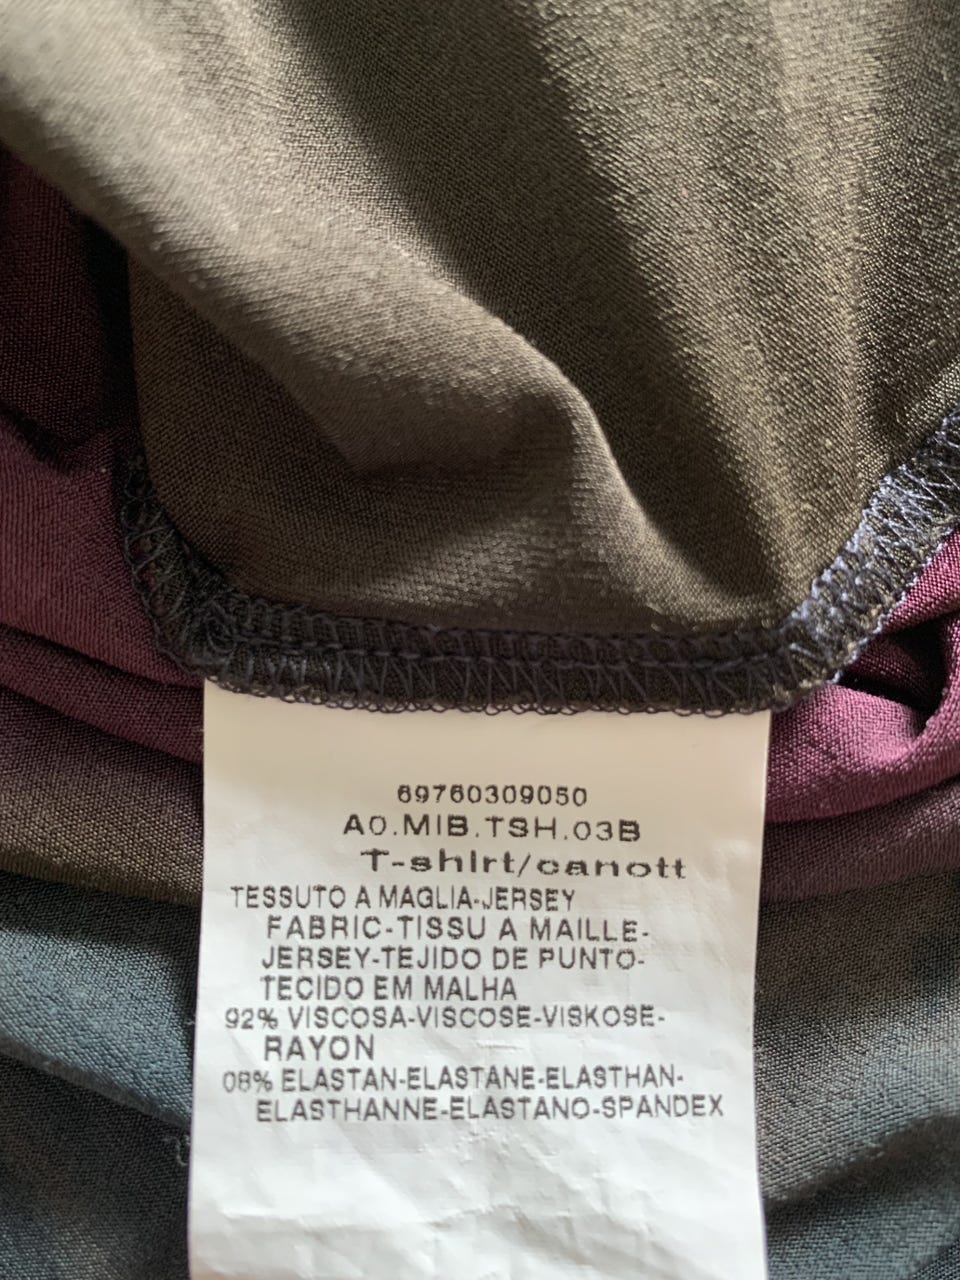 69760309050
A0.MIB.TSH.03B
T-shirt/canott
TESSUTO A MAGLIA-JERSEY
FABRIC-TISSU A MAILLE-
JERSEY-TEJIDO DE PUNTO-
TECIDO EM MALHA
92% VISCOSA-VISCOSE-VISKOSE-
RAYON
08% ELASTAN-ELASTANE-ELASTHAN-
ELASTHANNE-ELASTANO-SPANDEX